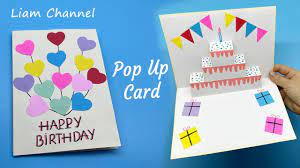 Liam Channel
Pop Up
Card
HAPPY
BIRTHDAY